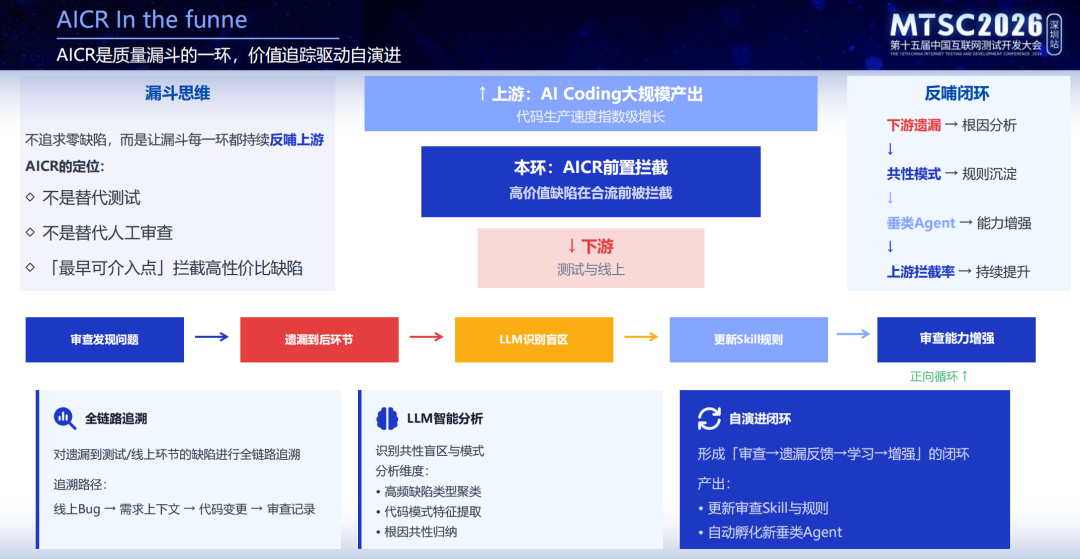 AICR In the funne
AICR是质量漏斗的一环，价值追踪驱动自演进
MTSC2026
深圳站
第十五届中国互联网测试开发大会
THE 15TH CHINA INTERNET TESTING AND DEVELOPMENT CONFERENCE 2026
漏斗思维
不追求零缺陷，而是让漏斗每一环都持续反哺上游
AICR的定位：
◇ 不是替代测试
◇ 不是替代人工审查
◇ 「最早可介入点」拦截高性价比缺陷
↑上游：AI Coding大规模产出
代码生产速度指数级增长
本环：AICR前置拦截
高价值缺陷在合流前被拦截
↓下游
测试与线上
反哺闭环
下游遗漏 → 根因分析
↓
共性模式 → 规则沉淀
↓
垂类Agent → 能力增强
↓
上游拦截率 → 持续提升
审查发现问题
遗漏到后环节
LLM识别盲区
更新Skill规则
审查能力增强
正向循环 ↑
全链路追溯
对遗漏到测试/线上环节的缺陷进行全链路追溯
追溯路径：
线上Bug → 需求上下文 → 代码变更 → 审查记录
LLM智能分析
识别共性盲区与模式
分析维度：
• 高频缺陷类型聚类
• 代码模式特征提取
• 根因共性归纳
自演进闭环
形成「审查→遗漏反馈→学习→增强」的闭环
产出：
• 更新审查Skill与规则
• 自动孵化新垂类Agent